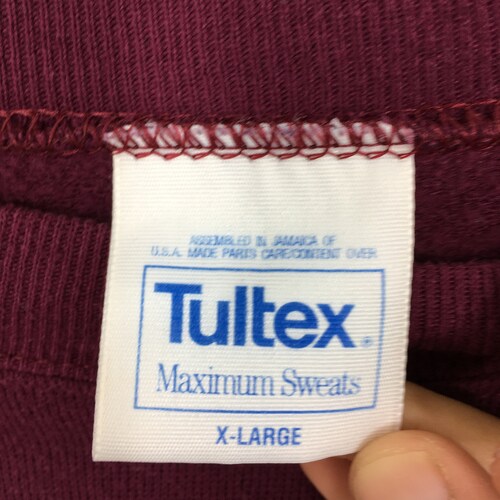 ASSEMBLED IN JAMAICA OF
U.S.A. MADE PARTS CARE/CONTENT OVER
Tultex®
Maximum Sweats
X-LARGE